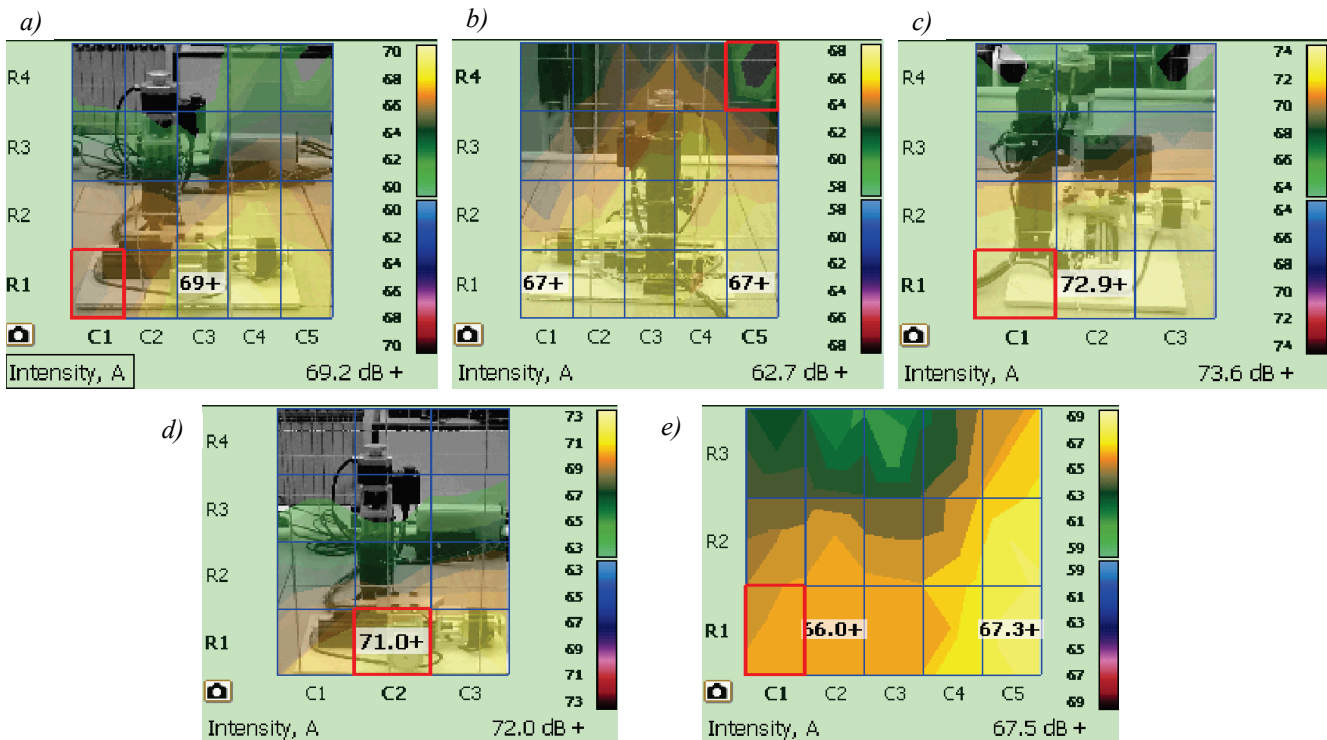 a)
70
68
66
64
62
60
60
62
64
66
68
70
R4
R3
R2
R1
69+
C1 C2 C3 C4 C5
Intensity, A 69.2 dB +
b)
68
66
64
62
60
58
58
60
62
64
66
68
R4
R3
R2
R1
67+ 67+
C1 C2 C3 C4 C5
Intensity, A 62.7 dB +
c)
74
72
70
68
66
64
64
66
68
70
72
74
R4
R3
R2
R1
72.9+
C1 C2 C3
Intensity, A 73.6 dB +
d)
73
71
69
67
65
63
63
65
67
69
71
73
R4
R3
R2
R1
71.0+
C1 C2 C3
Intensity, A 72.0 dB +
e)
69
67
65
63
61
59
59
61
63
65
67
69
R3
R2
R1
66.0+ 67.3+
C1 C2 C3 C4 C5
Intensity, A 67.5 dB +